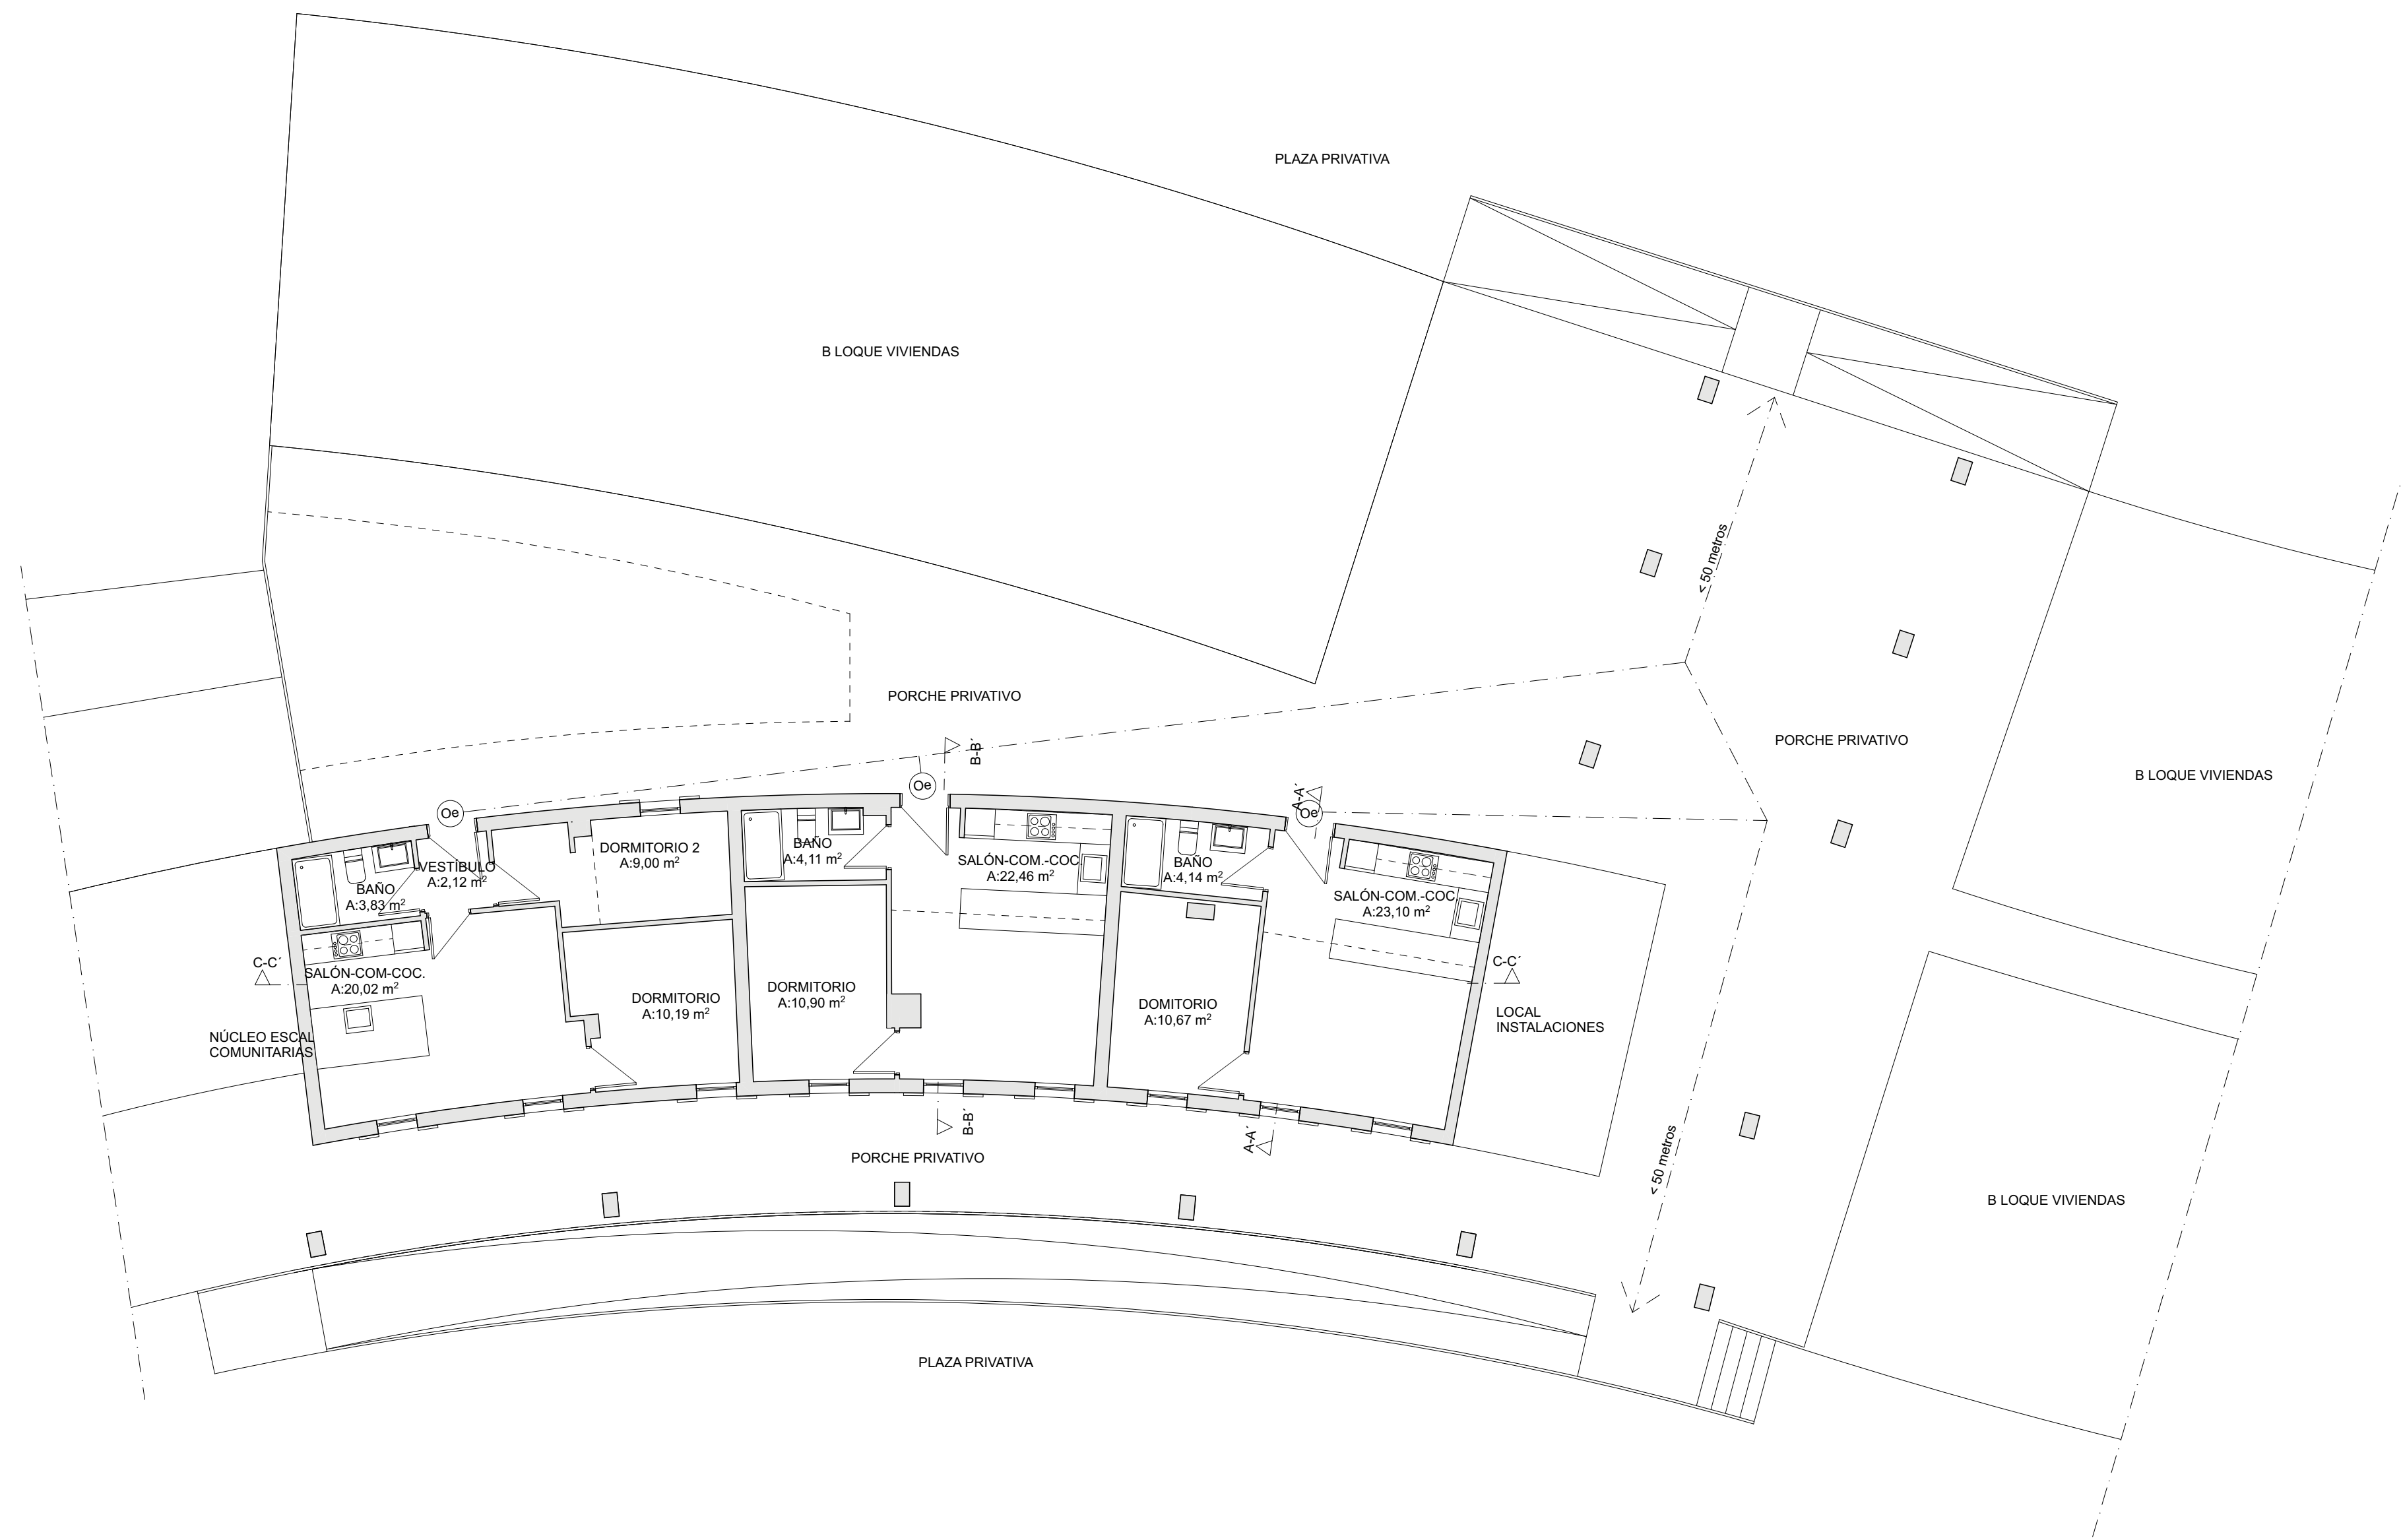 PLAZA PRIVATIVA
B LOQUE VIVIENDAS
< 50 metros
PORCHE PRIVATIVO
B-B´
PORCHE PRIVATIVO
B LOQUE VIVIENDAS
Oe
Oe
A-A´
Oe
BAÑO
A:3,83 m²
VESTÍBULO
A:2,12 m²
DORMITORIO 2
A:9,00 m²
BAÑO
A:4,11 m²
SALÓN-COM.-COC.
A:22,46 m²
BAÑO
A:4,14 m²
SALÓN-COM.-COC.
A:23,10 m²
C-C´
SALÓN-COM-COC.
A:20,02 m²
DORMITORIO
A:10,19 m²
DORMITORIO
A:10,90 m²
DOMITORIO
A:10,67 m²
C-C´
LOCAL
INSTALACIONES
NÚCLEO ESCAL
COMUNITARIAS
B-B´
A-A´
< 50 metros
PORCHE PRIVATIVO
B LOQUE VIVIENDAS
PLAZA PRIVATIVA